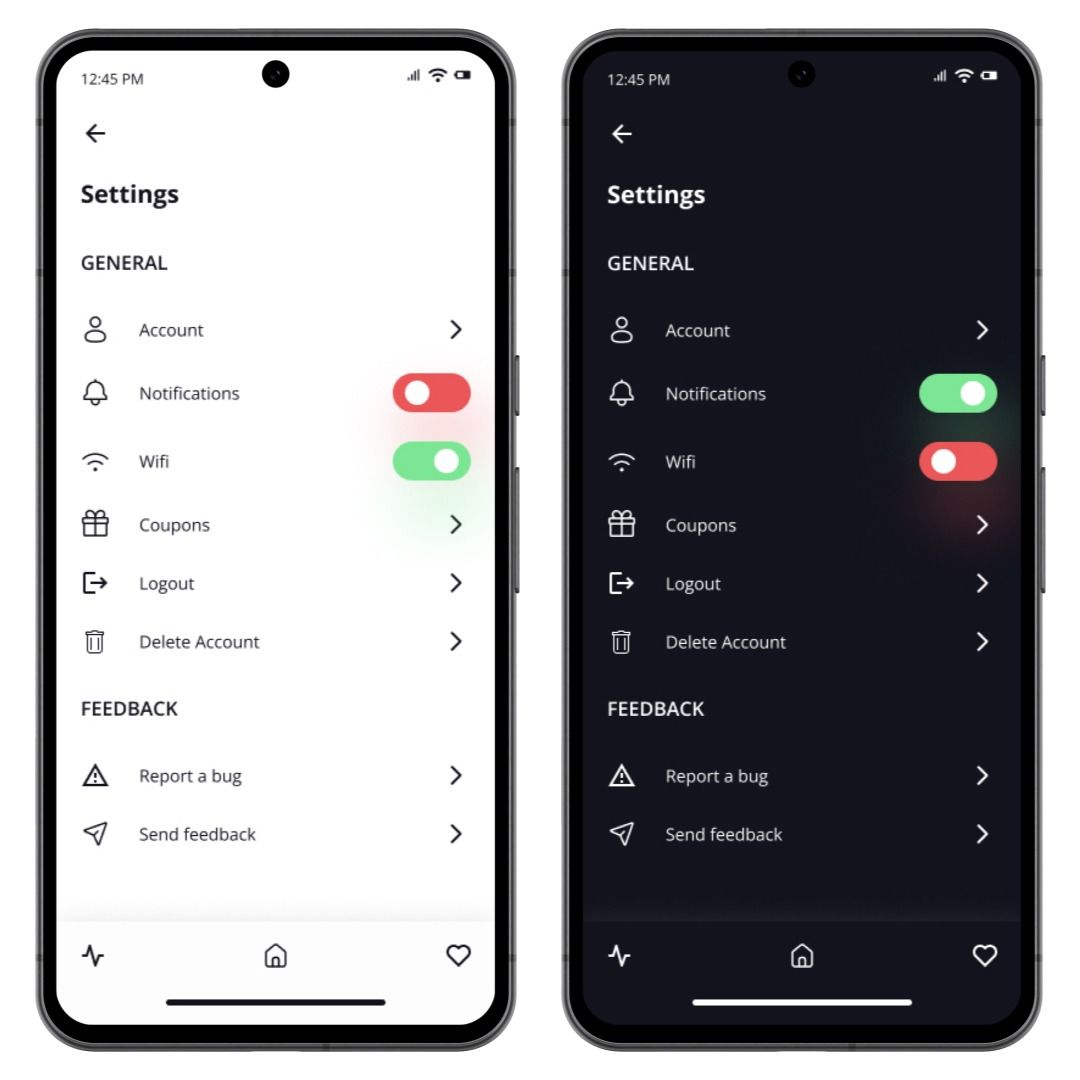 12:45 PM
Settings
GENERAL
Account
Notifications
Wifi
Coupons
Logout
Delete Account
FEEDBACK
Report a bug
Send feedback
12:45 PM
Settings
GENERAL
Account
Notifications
Wifi
Coupons
Logout
Delete Account
FEEDBACK
Report a bug
Send feedback